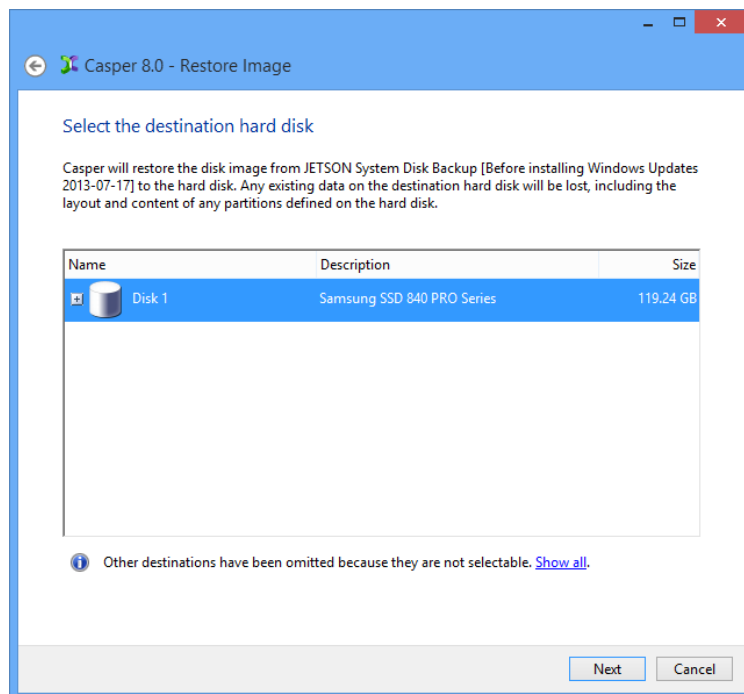 Casper 8.0 - Restore Image
Select the destination hard disk
Casper will restore the disk image from JETSON System Disk Backup [Before installing Windows Updates
2013-07-17] to the hard disk. Any existing data on the destination hard disk will be lost, including the
layout and content of any partitions defined on the hard disk.
Name Description Size
Disk 1 Samsung SSD 840 PRO Series 119.24 GB
Other destinations have been omitted because they are not selectable. Show all.
Next Cancel